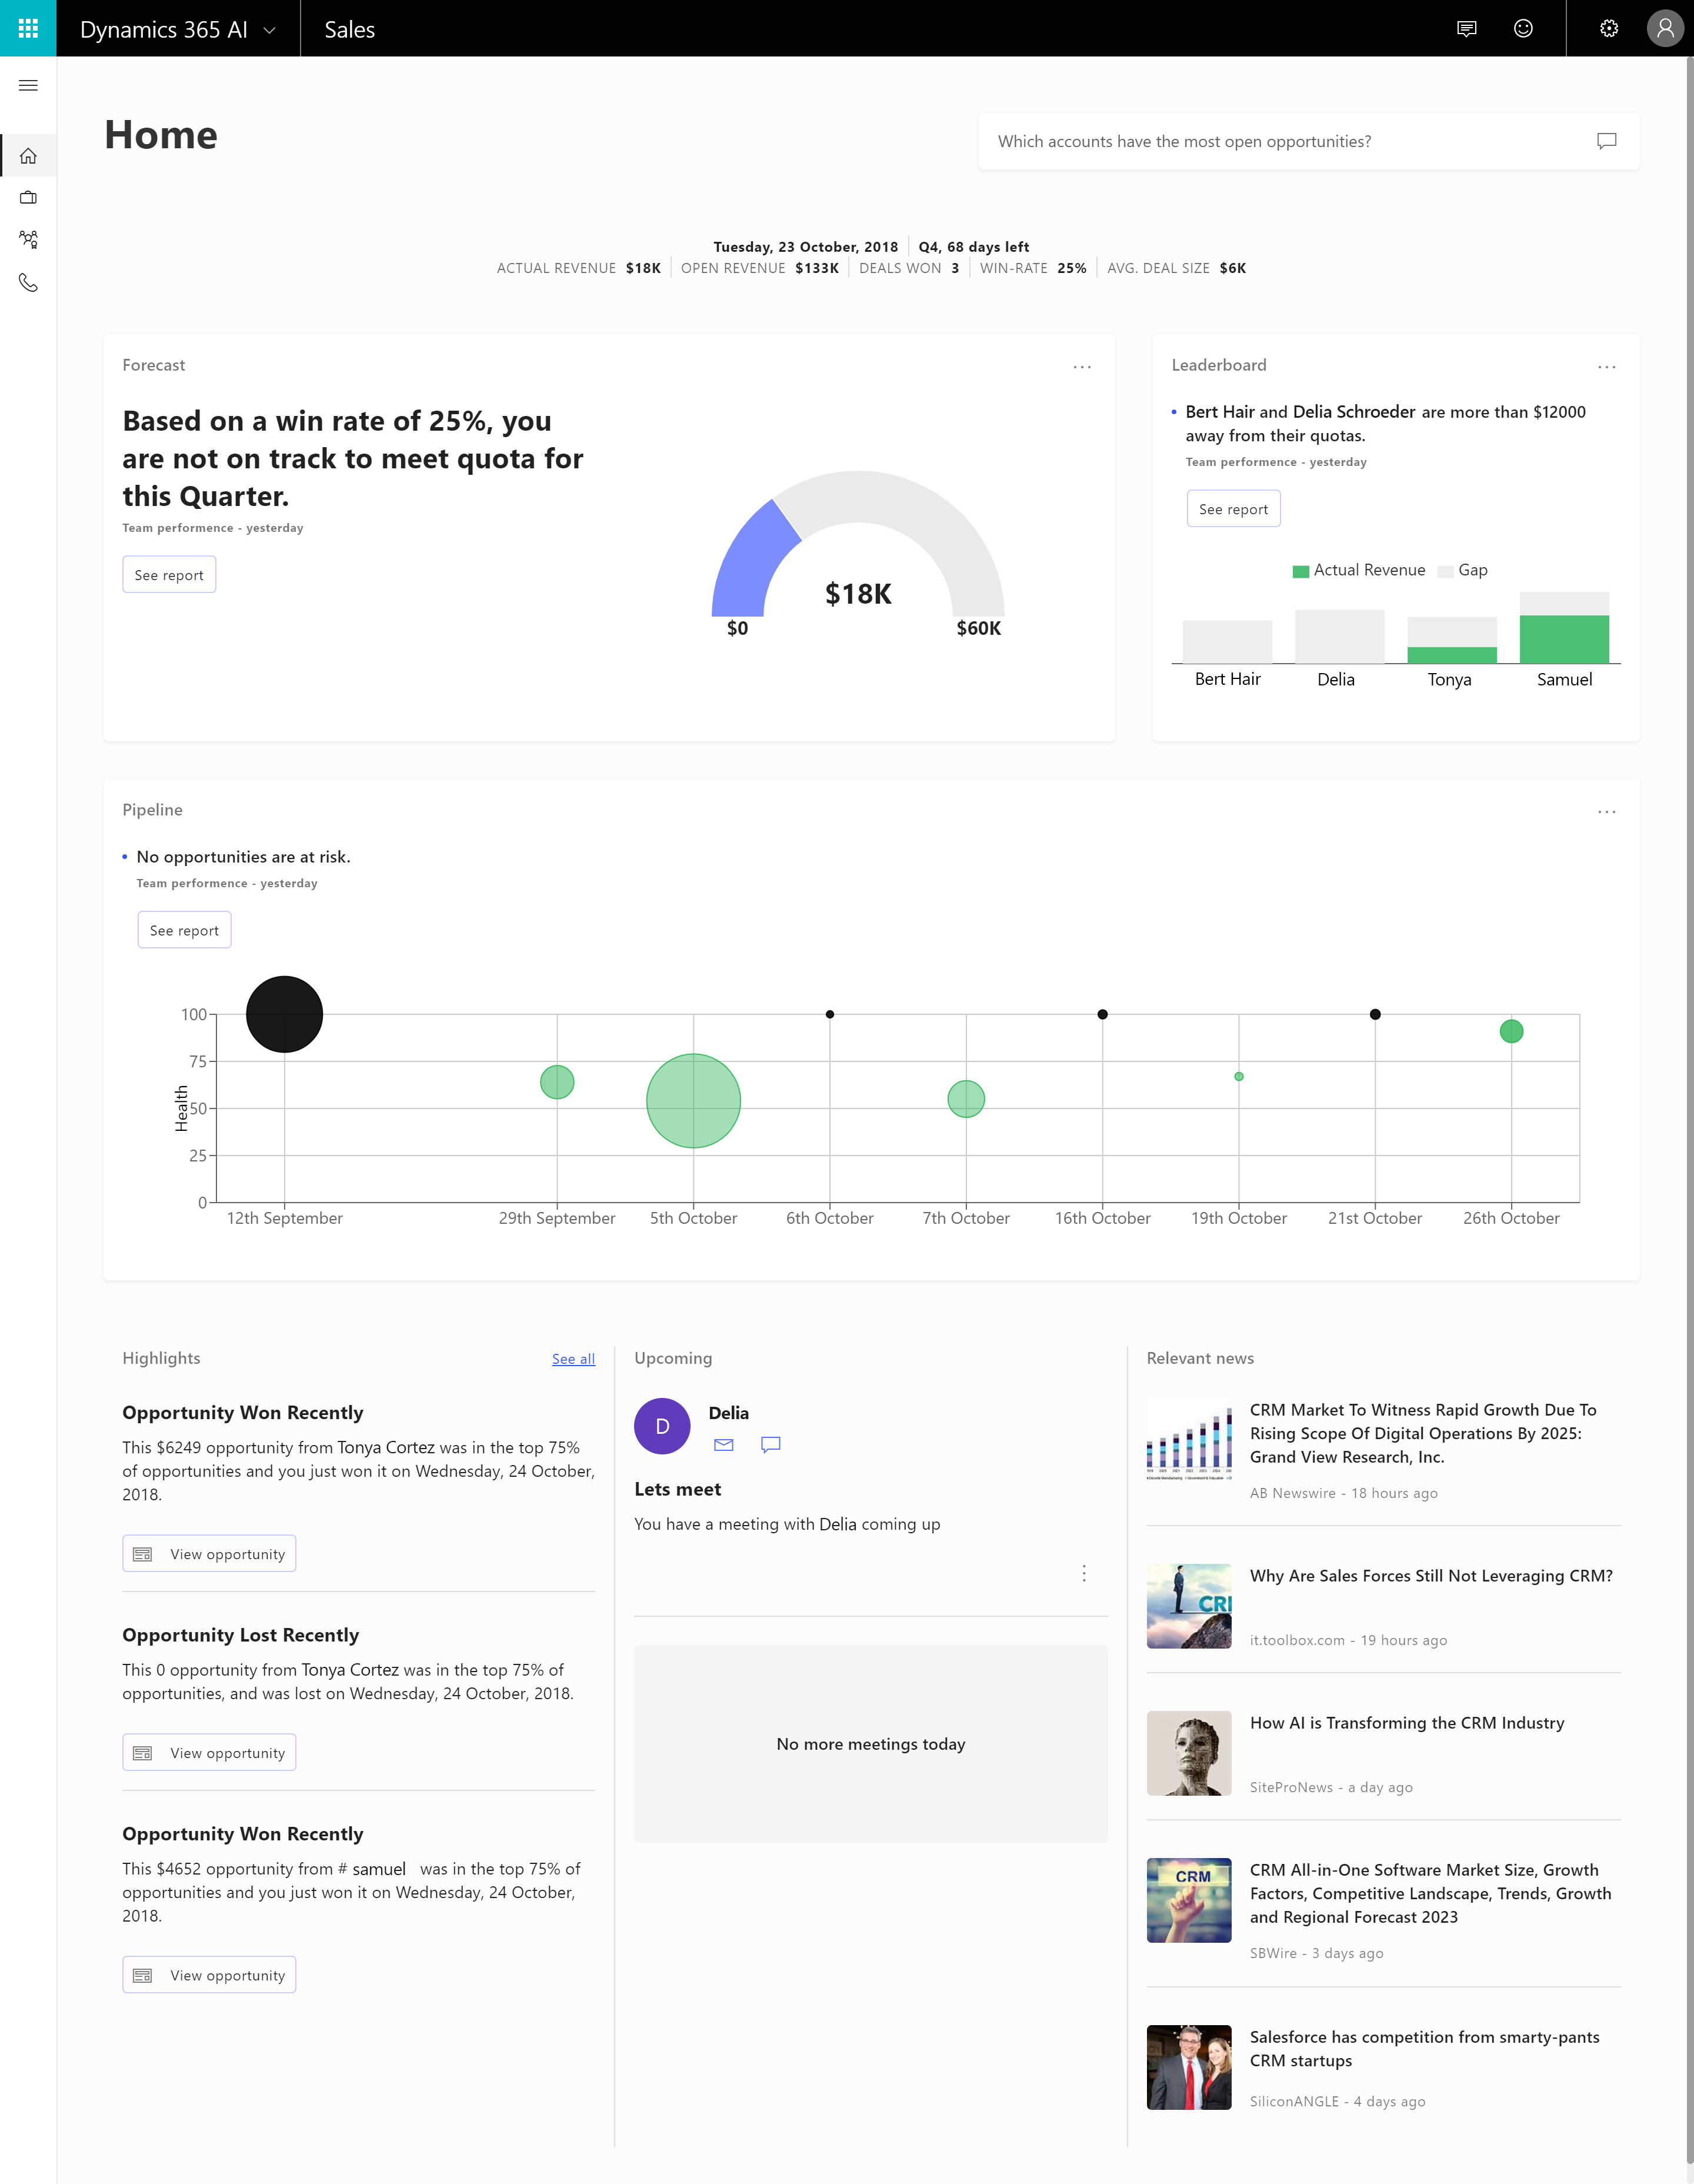 Dynamics 365 AI
Sales
Home
Which accounts have the most open opportunities?
Tuesday, 23 October, 2018 Q4, 68 days left
ACTUAL REVENUE $18K OPEN REVENUE $133K DEALS WON 3 WIN-RATE 25% AVG. DEAL SIZE $6K
Forecast
Based on a win rate of 25%, you
are not on track to meet quota for
this Quarter.
Team performence - yesterday
See report
$18K
$0
$60K
Leaderboard
Bert Hair and Delia Schroeder are more than $12000
away from their quotas.
Team performence - yesterday
See report
Actual Revenue Gap
Bert Hair Delia Tonya Samuel
Pipeline
No opportunities are at risk.
Team performence - yesterday
See report
Health
100
75
50
25
0
12th September 29th September 5th October 6th October 7th October 16th October 19th October 21st October 26th October
Highlights
See all
Opportunity Won Recently
This $6249 opportunity from Tonya Cortez was in the top 75%
of opportunities and you just won it on Wednesday, 24 October,
2018.
View opportunity
Opportunity Lost Recently
This 0 opportunity from Tonya Cortez was in the top 75% of
opportunities, and was lost on Wednesday, 24 October, 2018.
View opportunity
Opportunity Won Recently
This $4652 opportunity from # samuel was in the top 75% of
opportunities and you just won it on Wednesday, 24 October,
2018.
View opportunity
Upcoming
D
Delia
Lets meet
You have a meeting with Delia coming up
No more meetings today
Relevant news
CRM Market To Witness Rapid Growth Due To
Rising Scope Of Digital Operations By 2025:
Grand View Research, Inc.
AB Newswire - 18 hours ago
CRI
Why Are Sales Forces Still Not Leveraging CRM?
it.toolbox.com - 19 hours ago
How AI is Transforming the CRM Industry
SiteProNews - a day ago
CRM
CRM All-in-One Software Market Size, Growth
Factors, Competitive Landscape, Trends, Growth
and Regional Forecast 2023
SBWire - 3 days ago
Salesforce has competition from smarty-pants
CRM startups
SiliconANGLE - 4 days ago